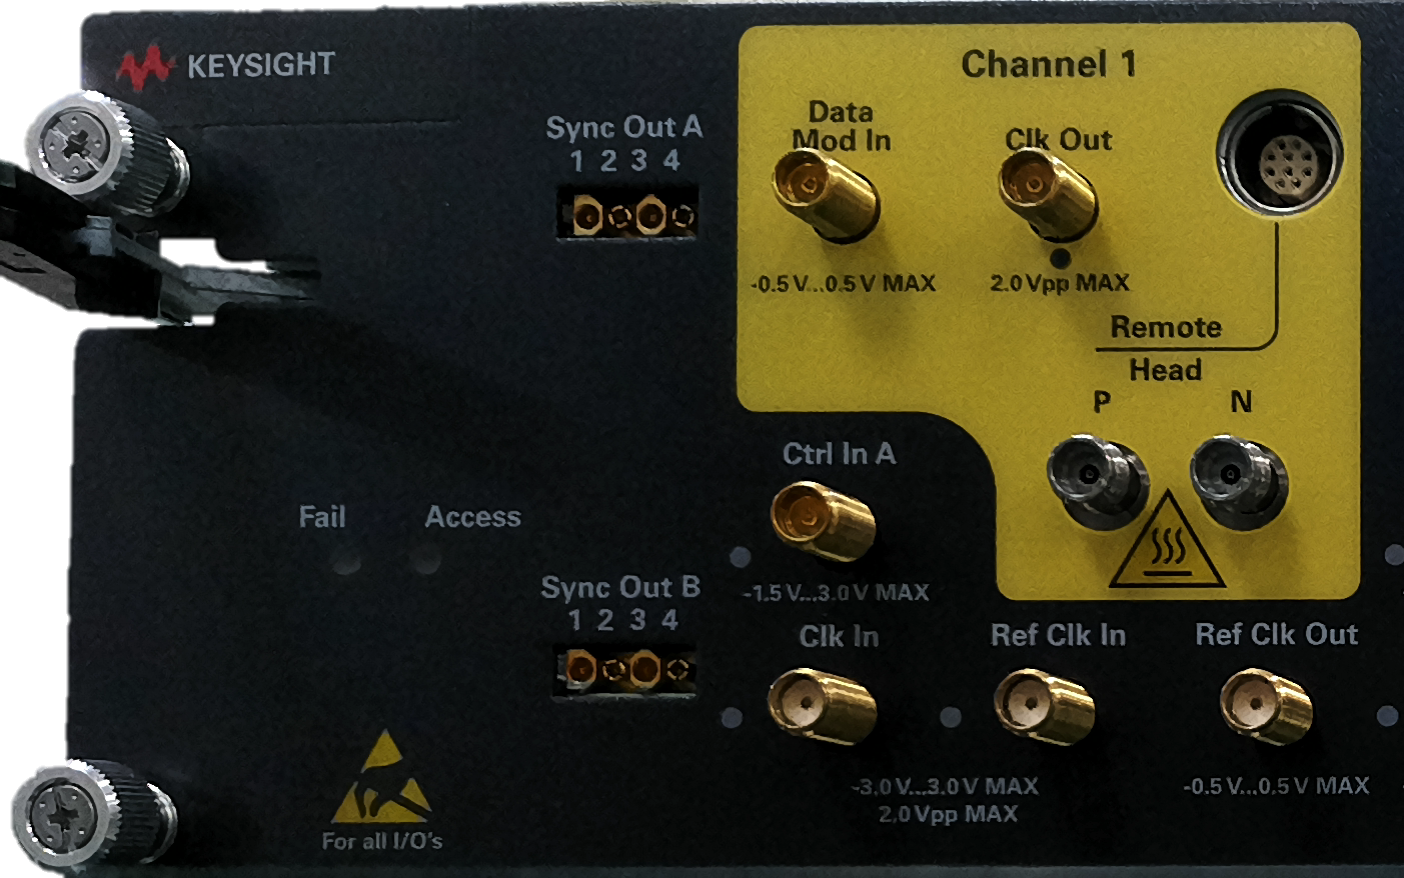 KEYSIGHT
Channel 1
Sync Out A
1 2 3 4
Data
Mod In
Clk Out
-0.5 V...0.5 V MAX
2.0 Vpp MAX
Remote
Head
P
N
Ctrl In A
-1.5 V...3.0 V MAX
Fail
Access
Sync Out B
1 2 3 4
Clk In
Ref Clk In
Ref Clk Out
-3.0 V...3.0 V MAX
2.0 Vpp MAX
-0.5 V...0.5 V MAX
For all I/O's